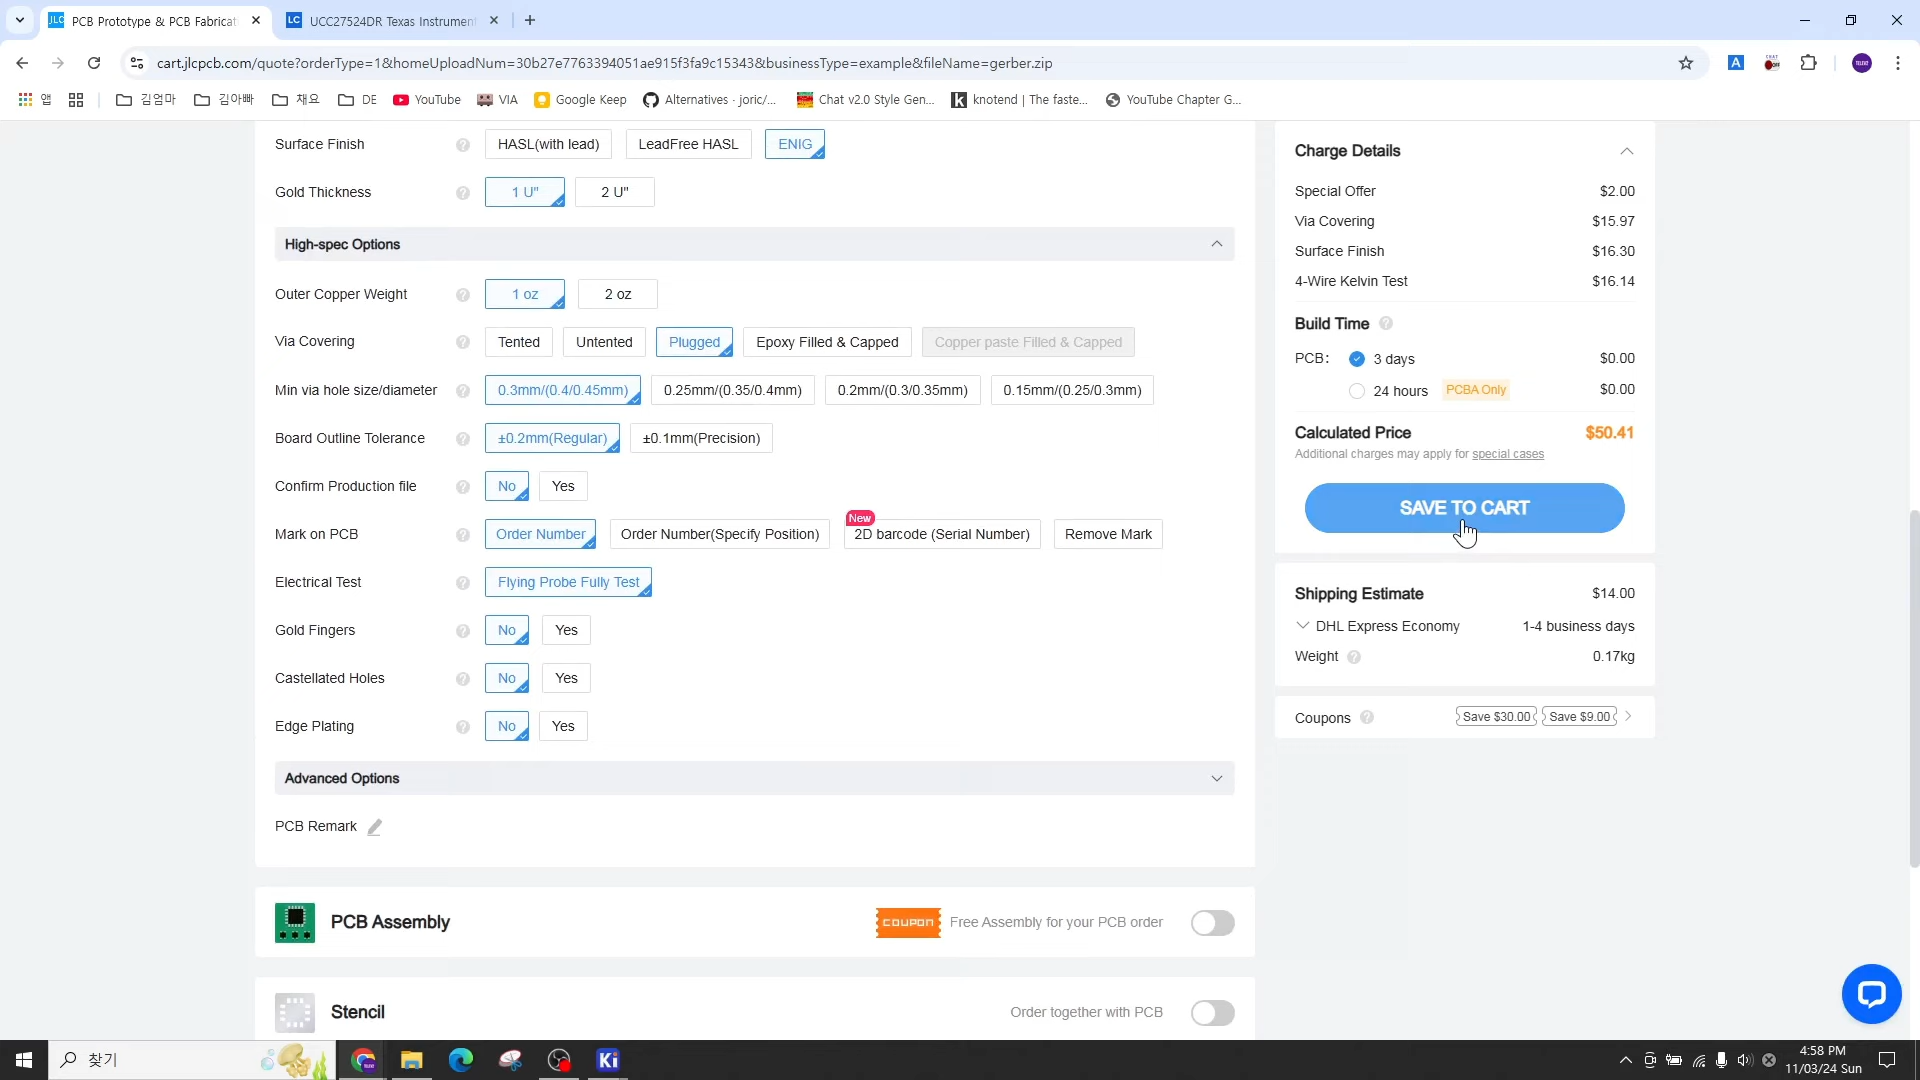 JLC PCB Prototype & PCB Fabricat
LC UCC27524DR Texas Instrument
cart.jlcpcb.com/quote?orderType=1&homeUploadNum=30b27e7763394051ae915f3fa9c15343&businessType=example&fileName=gerber.zip
앱
김엄마
김아빠
채요
DE
YouTube
VIA
Google Keep
Alternatives · joric/...
Chat v2.0 Style Gen...
knotend | The faste...
YouTube Chapter G...
Surface Finish ? HASL(with lead) LeadFree HASL ENIG
Gold Thickness ? 1 U" 2 U"
High-spec Options
Outer Copper Weight ? 1 oz 2 oz
Via Covering ? Tented Untented Plugged Epoxy Filled & Capped Copper paste Filled & Capped
Min via hole size/diameter ? 0.3mm/(0.4/0.45mm) 0.25mm/(0.35/0.4mm) 0.2mm/(0.3/0.35mm) 0.15mm/(0.25/0.3mm)
Board Outline Tolerance ? ±0.2mm(Regular) ±0.1mm(Precision)
Confirm Production file ? No Yes
New
Mark on PCB ? Order Number Order Number(Specify Position) 2D barcode (Serial Number) Remove Mark
Electrical Test ? Flying Probe Fully Test
Gold Fingers ? No Yes
Castellated Holes ? No Yes
Edge Plating ? No Yes
Advanced Options
PCB Remark
PCB Assembly COUPON Free Assembly for your PCB order
Stencil Order together with PCB
Charge Details
Special Offer $2.00
Via Covering $15.97
Surface Finish $16.30
4-Wire Kelvin Test $16.14
Build Time ?
PCB: 3 days $0.00
24 hours PCBA Only $0.00
Calculated Price $50.41
Additional charges may apply for special cases
SAVE TO CART
Shipping Estimate $14.00
DHL Express Economy 1-4 business days
Weight ? 0.17kg
Coupons ? Save $30.00 Save $9.00
찾기
Ki
4:58 PM
11/03/24 Sun